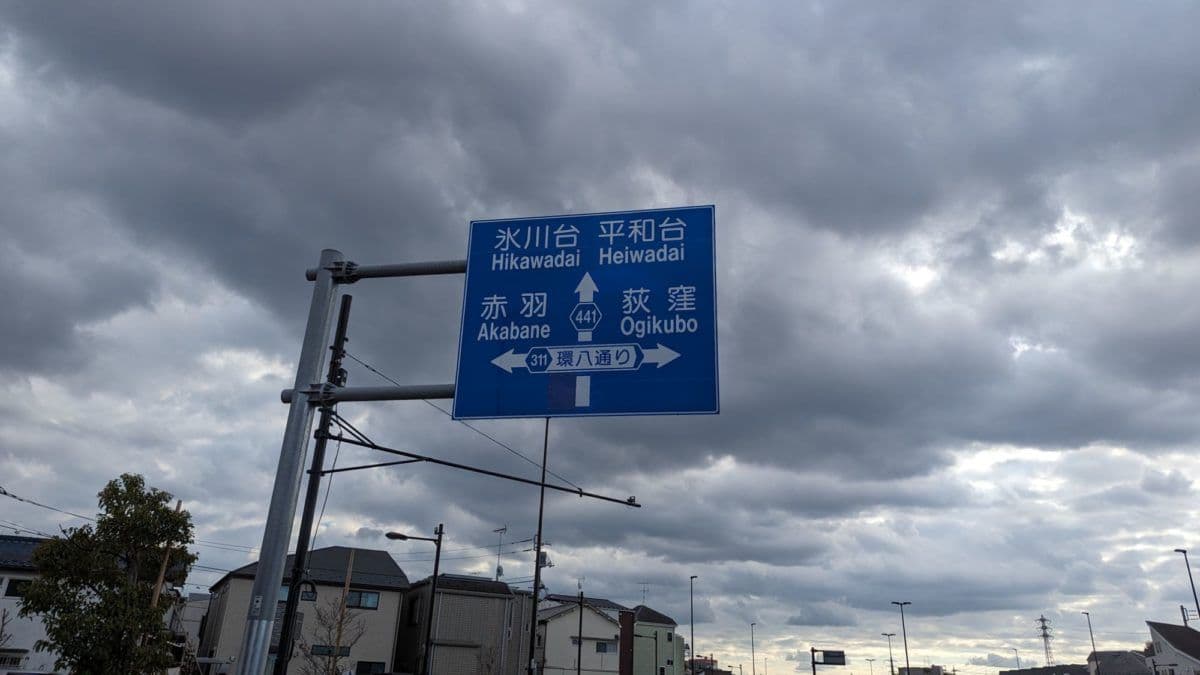 氷川台 平和台
Hikawadai Heiwadai
赤羽 荻窪
441
Akabane Ogikubo
311 環八通り